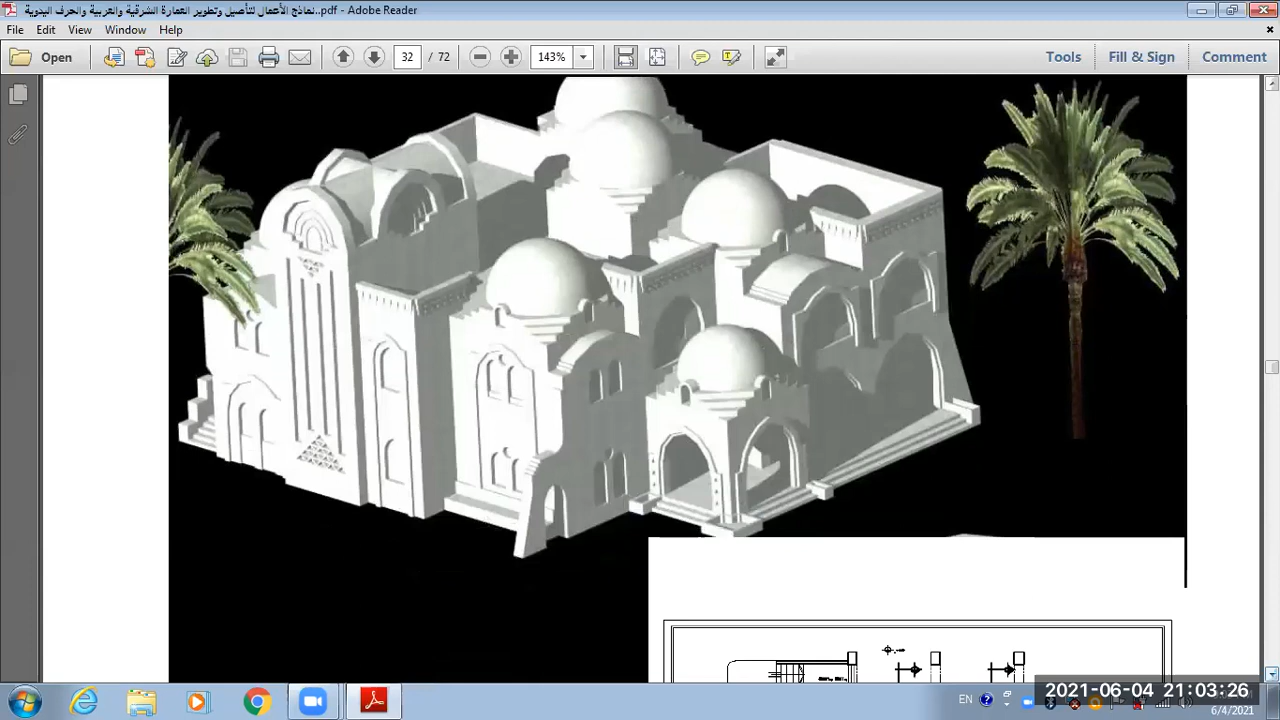 نماذج الأعمال لتأصيل وتطوير العمارة الشرقية والعربية والحرف اليدوية..pdf - Adobe Reader
File Edit View Window Help
Open 32 / 72 143% Tools Fill & Sign Comment
EN
2021-06-04 21:03:26
6/4/2021